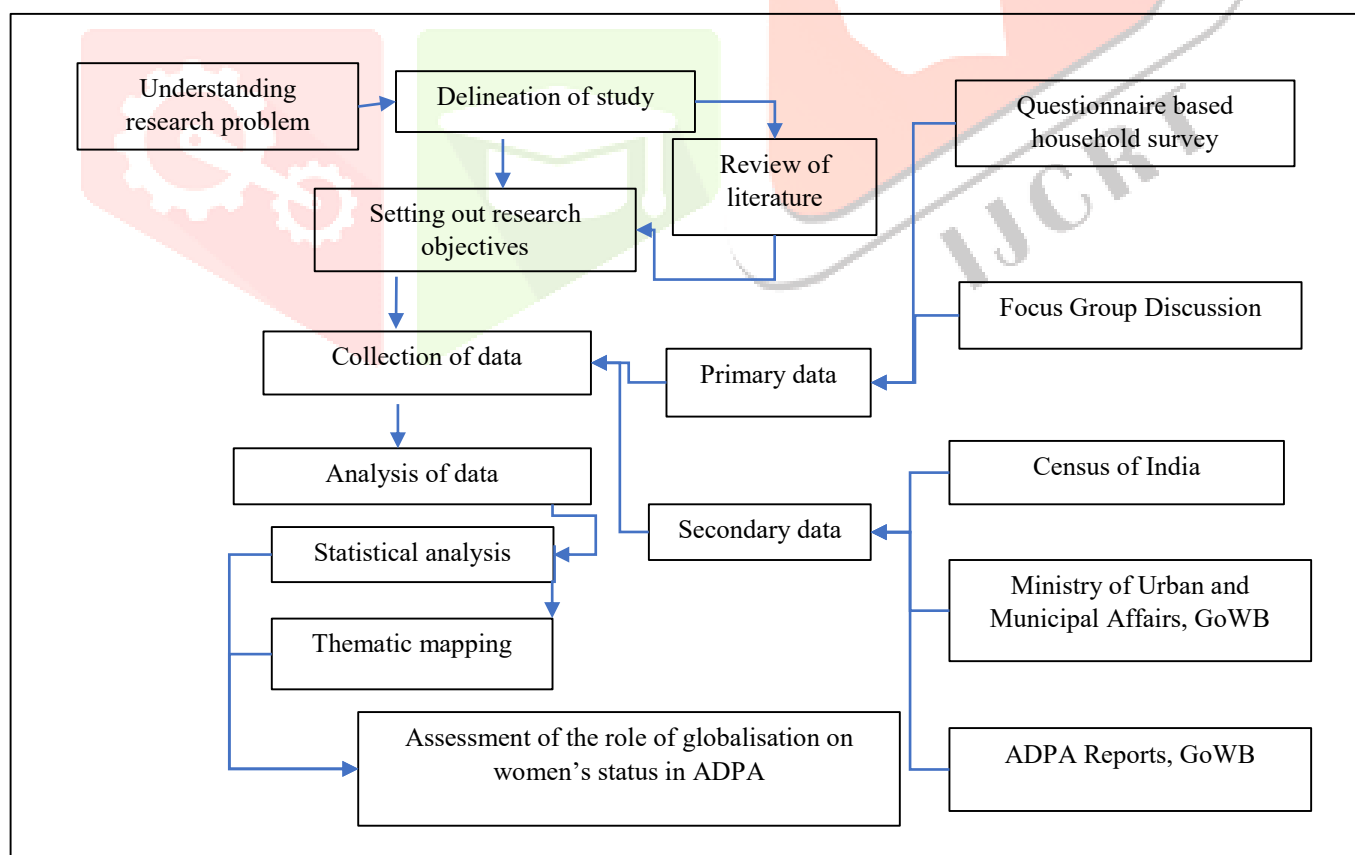 Understanding
research problem
Delineation of study
Questionnaire based
household survey
Review of
literature
Setting out research
objectives
IJCRT
Focus Group Discussion
Collection of data
Primary data
Analysis of data
Census of India
Statistical analysis
Secondary data
Ministry of Urban and
Municipal Affairs, GoWB
Thematic mapping
Assessment of the role of globalisation on
women’s status in ADPA
ADPA Reports, GoWB